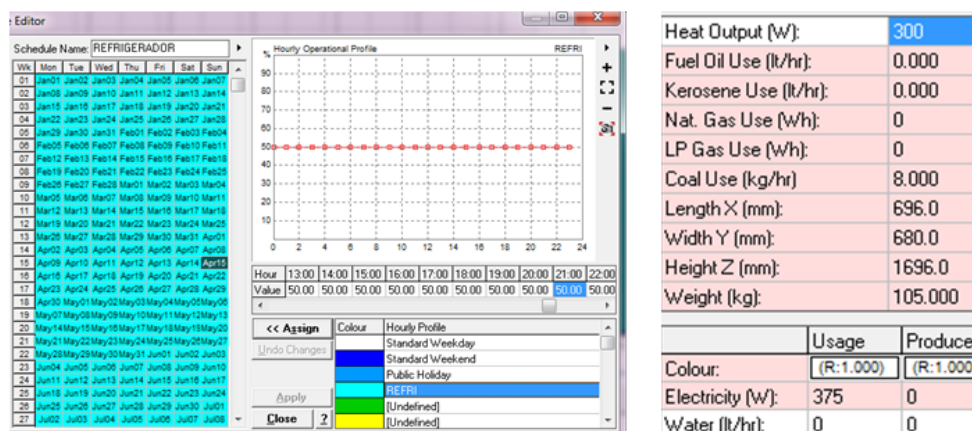 e Editor
Schedule Name: REFRIGERADOR
Wk Mon Tue Wed Thu Fri Sat Sun
01 Jan01 Jan02 Jan03 Jan04 Jan05 Jan06 Jan07
02 Jan08 Jan09 Jan10 Jan11 Jan12 Jan13 Jan14
03 Jan15 Jan16 Jan17 Jan18 Jan19 Jan20 Jan21
04 Jan22 Jan23 Jan24 Jan25 Jan26 Jan27 Jan28
05 Jan29 Jan30 Jan31 Feb01 Feb02 Feb03 Feb04
06 Feb05 Feb06 Feb07 Feb08 Feb09 Feb10 Feb11
07 Feb12 Feb13 Feb14 Feb15 Feb16 Feb17 Feb18
08 Feb19 Feb20 Feb21 Feb22 Feb23 Feb24 Feb25
09 Feb26 Feb27 Feb28 Mar01 Mar02 Mar03 Mar04
10 Mar05 Mar06 Mar07 Mar08 Mar09 Mar10 Mar11
11 Mar12 Mar13 Mar14 Mar15 Mar16 Mar17 Mar18
12 Mar19 Mar20 Mar21 Mar22 Mar23 Mar24 Mar25
13 Mar26 Mar27 Mar28 Mar29 Mar30 Mar31 Apr01
14 Apr02 Apr03 Apr04 Apr05 Apr06 Apr07 Apr08
15 Apr09 Apr10 Apr11 Apr12 Apr13 Apr14 Apr15
16 Apr16 Apr17 Apr18 Apr19 Apr20 Apr21 Apr22
17 Apr23 Apr24 Apr25 Apr26 Apr27 Apr28 Apr29
18 Apr30 May01 May02 May03 May04 May05 May06
19 May07 May08 May09 May10 May11 May12 May13
20 May14 May15 May16 May17 May18 May19 May20
21 May21 May22 May23 May24 May25 May26 May27
22 May28 May29 May30 May31 Jun01 Jun02 Jun03
23 Jun04 Jun05 Jun06 Jun07 Jun08 Jun09 Jun10
24 Jun11 Jun12 Jun13 Jun14 Jun15 Jun16 Jun17
25 Jun18 Jun19 Jun20 Jun21 Jun22 Jun23 Jun24
26 Jun25 Jun26 Jun27 Jun28 Jun29 Jun30 Jul01
27 Jul02 Jul03 Jul04 Jul05 Jul06 Jul07 Jul08
% Hourly Operational Profile REFRI
90
80
70
60
50
40
30
20
10
0 2 4 6 8 10 12 14 16 18 20 22 24
Hour 13:00 14:00 15:00 16:00 17:00 18:00 19:00 20:00 21:00 22:00
Value 50.00 50.00 50.00 50.00 50.00 50.00 50.00 50.00 50.00 50.00
<< Assign Colour Hourly Profile
Undo Changes Standard Weekday
Standard Weekend
Public Holiday
Apply REFRI
[Undefined]
Close ? [Undefined]
Heat Output (W): 300
Fuel Oil Use (lt/hr): 0.000
Kerosene Use (lt/hr): 0.000
Nat. Gas Use (Wh): 0
LP Gas Use (Wh): 0
Coal Use (kg/hr) 8.000
Length X (mm): 696.0
Width Y (mm): 680.0
Height Z (mm): 1696.0
Weight (kg): 105.000
Usage Produce
Colour: (R:1.000) (R:1.000
Electricity (W): 375 0
Water (lt/hr): 0 0